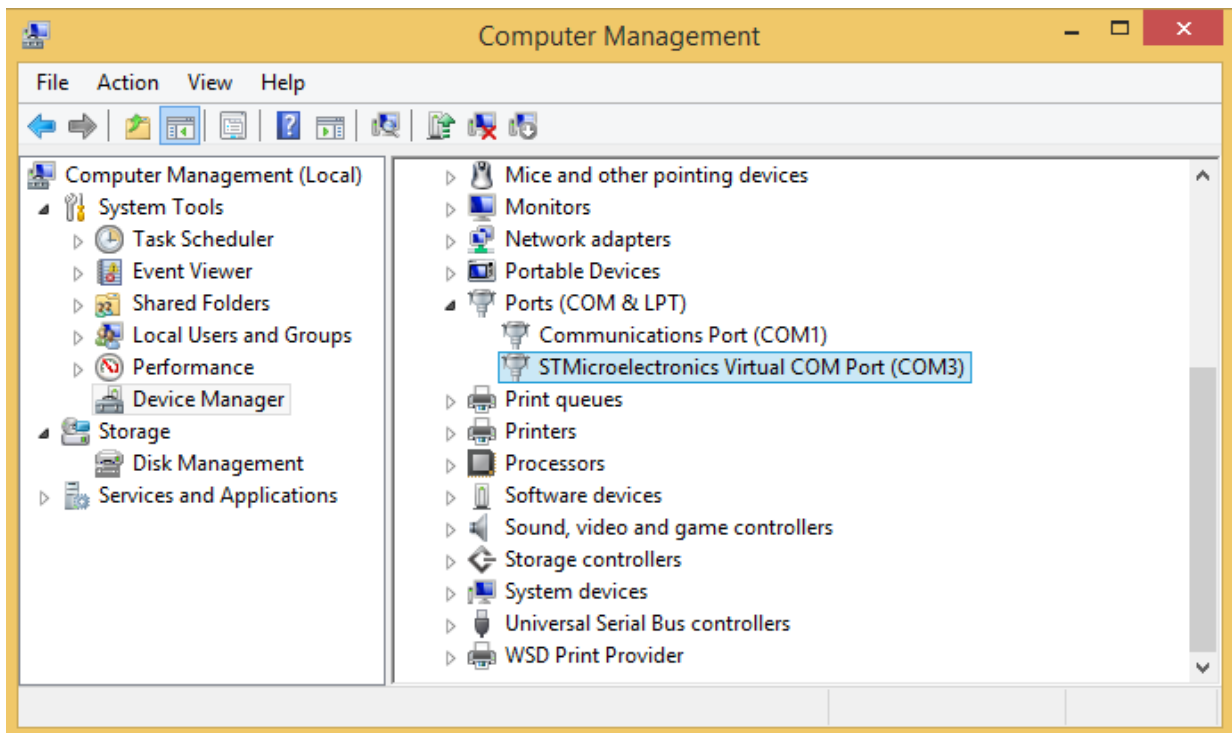 Computer Management
File Action View Help
Computer Management (Local)
System Tools
Task Scheduler
Event Viewer
Shared Folders
Local Users and Groups
Performance
Device Manager
Storage
Disk Management
Services and Applications
Mice and other pointing devices
Monitors
Network adapters
Portable Devices
Ports (COM & LPT)
Communications Port (COM1)
STMicroelectronics Virtual COM Port (COM3)
Print queues
Printers
Processors
Software devices
Sound, video and game controllers
Storage controllers
System devices
Universal Serial Bus controllers
WSD Print Provider